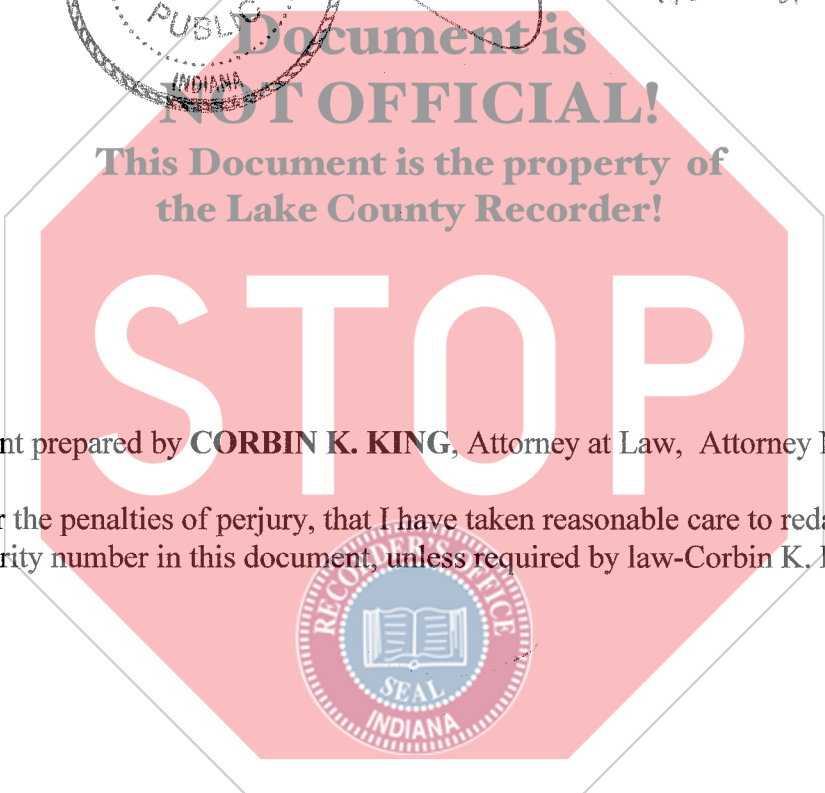 PUBLIC
INDIANA
Document is
NOT OFFICIAL!
This Document is the property of
the Lake County Recorder!
STOP
nt prepared by CORBIN K. KING, Attorney at Law, Attorney
r the penalties of perjury, that I have taken reasonable care to reda
rity number in this document, unless required by law-Corbin K.
RECORDER'S OFFICE
SEAL
INDIANA